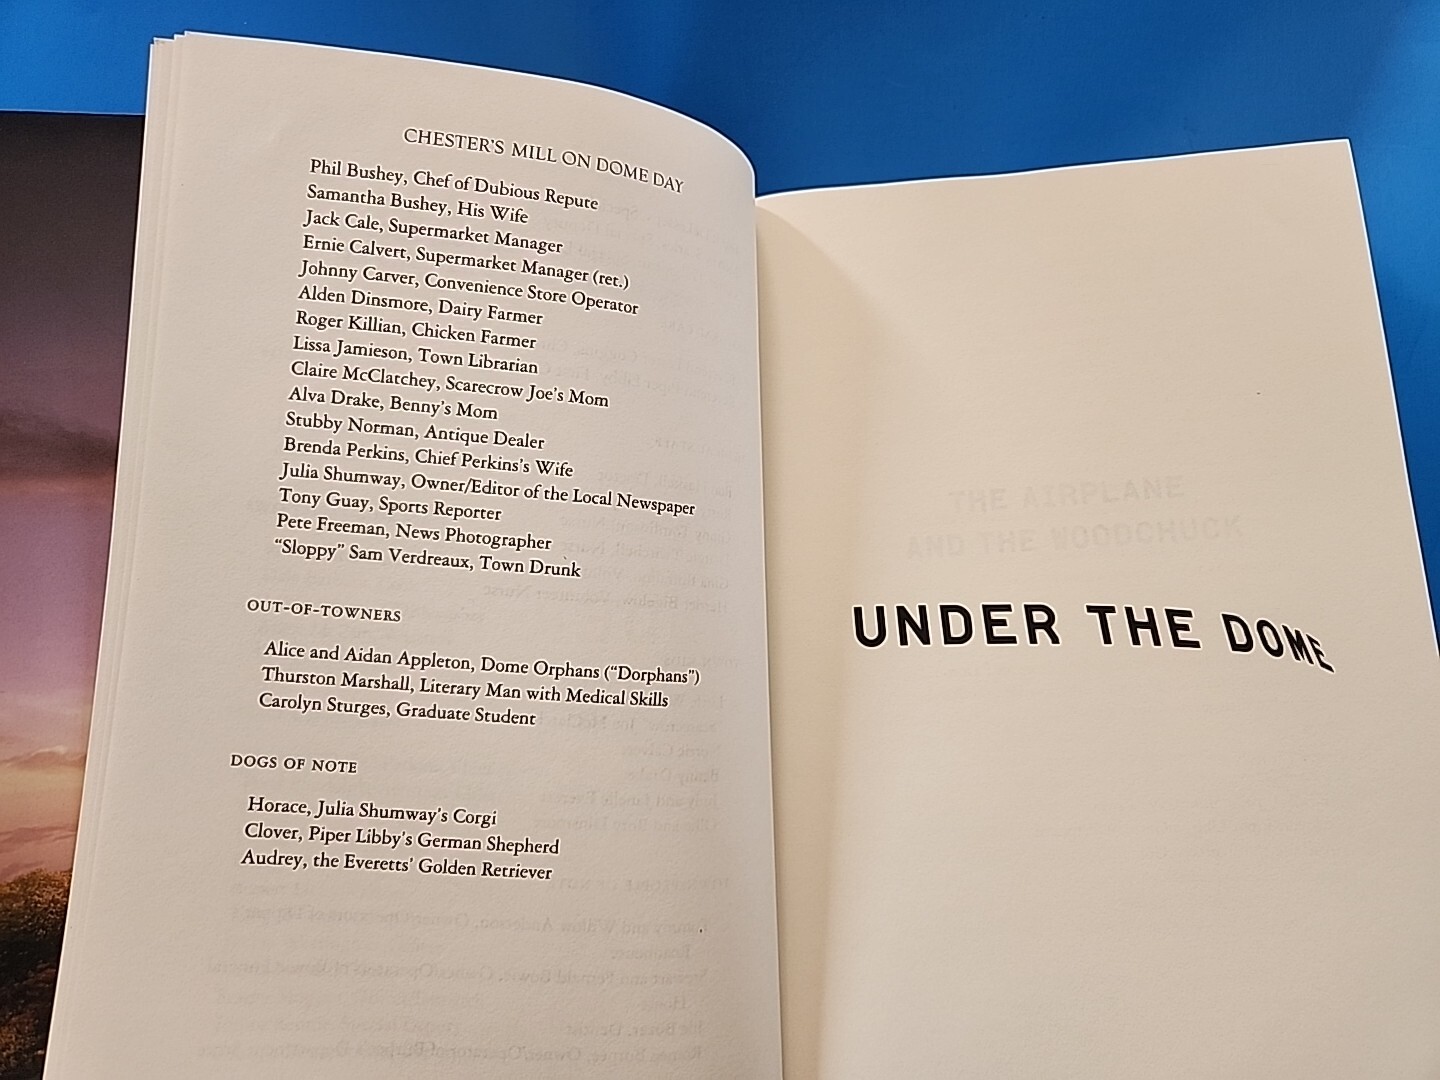 CHESTER'S MILL ON DOME DAY
Phil Bushey, Chef of Dubious Repute
Samantha Bushey, His Wife
Jack Cale, Supermarket Manager
Ernie Calvert, Supermarket Manager (ret.)
Johnny Carver, Convenience Store Operator
Alden Dinsmore, Dairy Farmer
Roger Killian, Chicken Farmer
Lissa Jamieson, Town Librarian
Claire McClatchey, Scarecrow Joe's Mom
Alva Drake, Benny's Mom
Stubby Norman, Antique Dealer
Brenda Perkins, Chief Perkins's Wife
Julia Shumway, Owner/Editor of the Local Newspaper
Tony Guay, Sports Reporter
Pete Freeman, News Photographer
“Sloppy” Sam Verdreaux, Town Drunk
OUT-OF-TOWNERS
Alice and Aidan Appleton, Dome Orphans (“Dorphans”)
Thurston Marshall, Literary Man with Medical Skills
Carolyn Sturges, Graduate Student
DOGS OF NOTE
Horace, Julia Shumway's Corgi
Clover, Piper Libby's German Shepherd
Audrey, the Everetts' Golden Retriever
THE AIRPLANE
AND THE WOODCHUCK
UNDER THE DOME